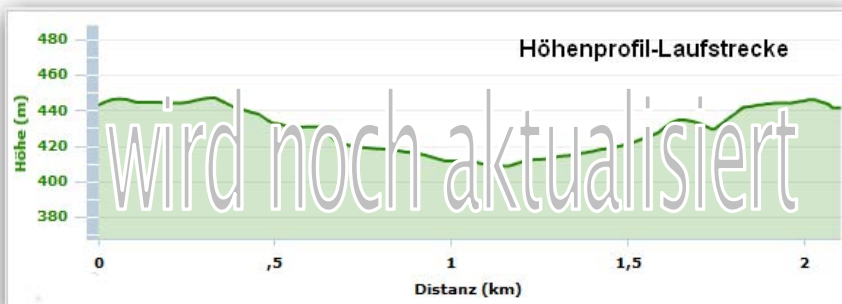 Höhenprofil-Laufstrecke
480
460
440
420
400
380
Höhe (m)
wird noch aktualisiert
0 ,5 1 1,5 2
Distanz (km)